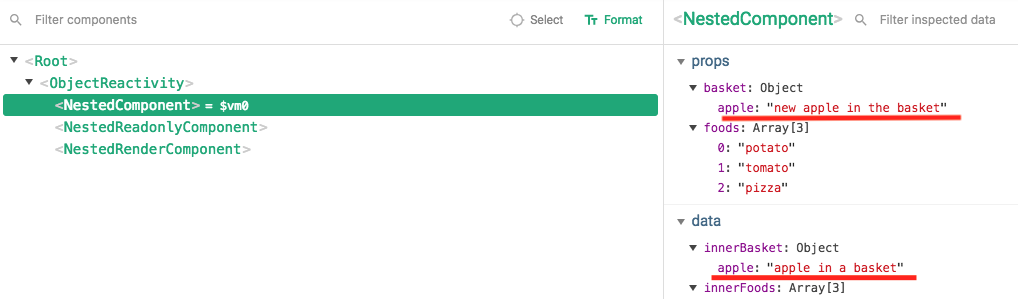 Filter components
Select
Format
<Root>
<ObjectReactivity>
<NestedComponent> = $vm0
<NestedReadonlyComponent>
<NestedRenderComponent>
<NestedComponent>
Filter inspected data
props
basket: Object
apple: "new apple in the basket"
foods: Array[3]
0: "potato"
1: "tomato"
2: "pizza"
data
innerBasket: Object
apple: "apple in a basket"
innerFoods: Array[3]